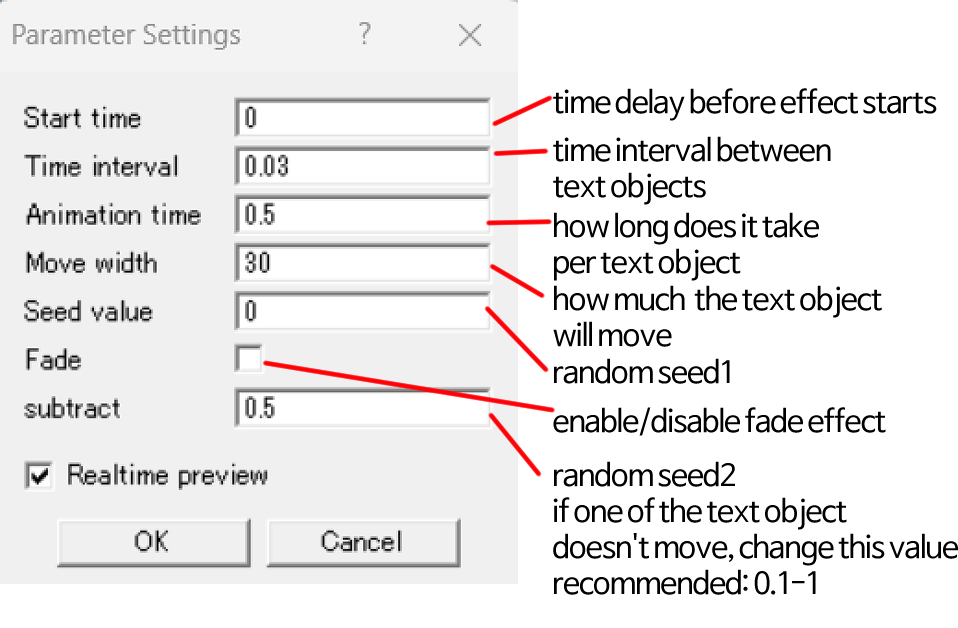 Parameter Settings ?
Start time 0
time delay before effect starts
Time interval 0.03
time interval between
text objects
Animation time 0.5
how long does it take
per text object
Move width 30
how much the text object
will move
Seed value 0
random seed1
Fade
enable/disable fade effect
subtract 0.5
random seed2
if one of the text object
doesn't move, change this value
recommended: 0.1-1
Realtime preview
OK Cancel